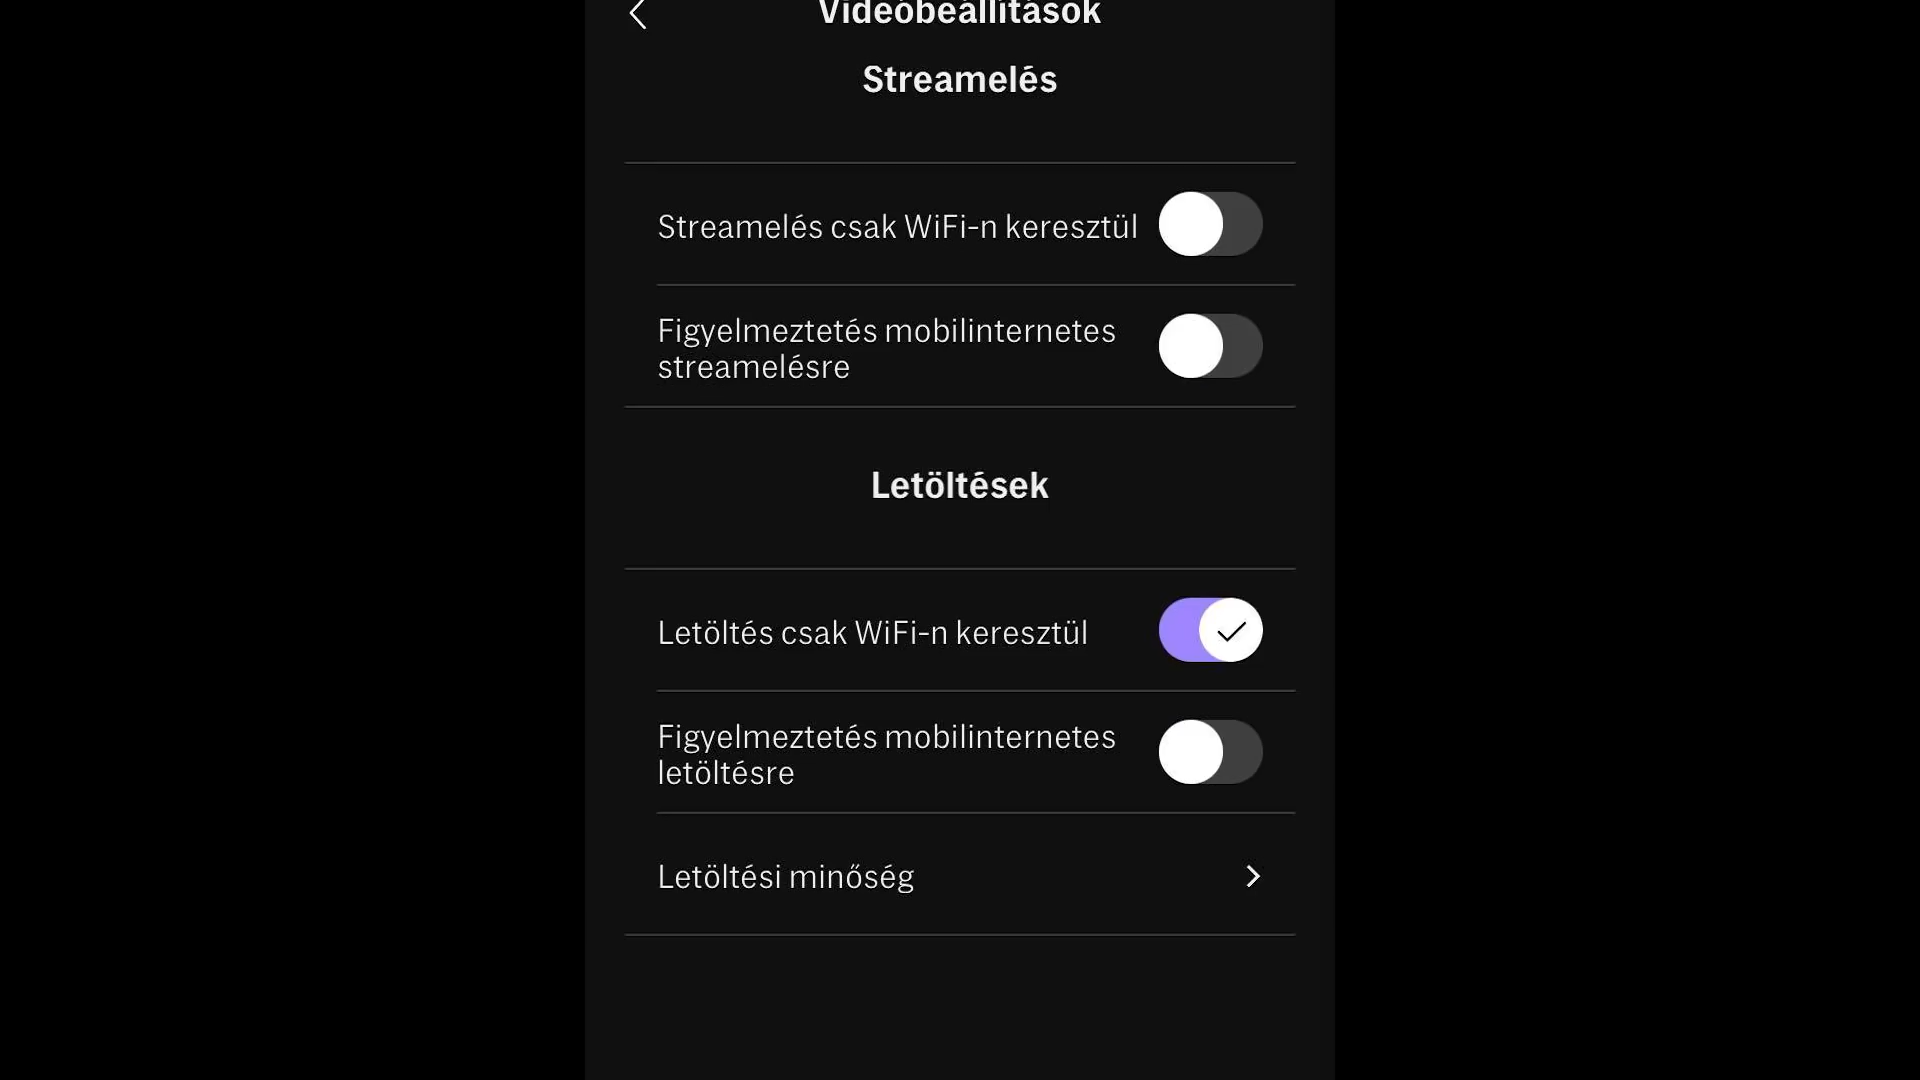 Videóbeállítások
Streamelés
Streamelés csak WiFi-n keresztül
Figyelmeztetés mobilinternetes
streamelésre
Letöltések
Letöltés csak WiFi-n keresztül
Figyelmeztetés mobilinternetes
letöltésre
Letöltési minőség